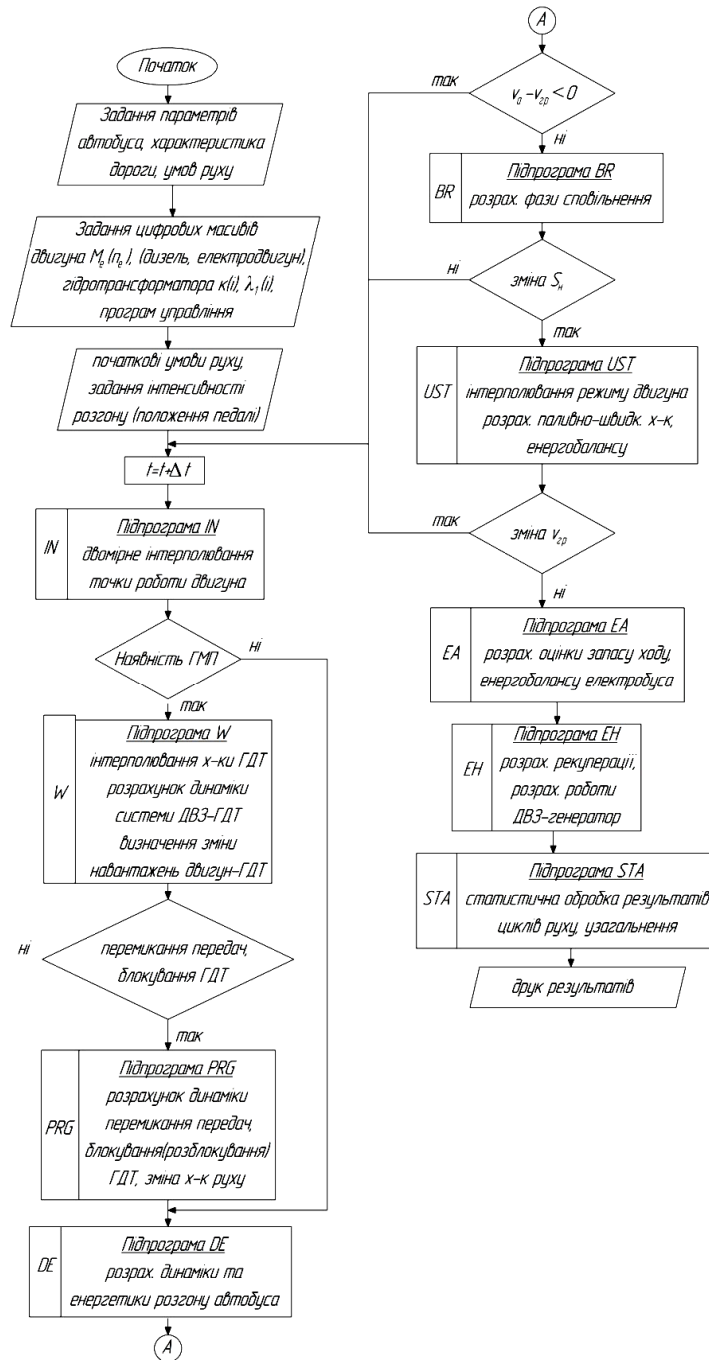 Початок
Задання параметрів
автобуса, характеристика
дороги, умов руху
Задання цифрових масивів
двигуна Mₑ(nₑ), (дизель, електродвигун),
гідротрансформатора к(i), λ₁(i),
програм управління
початкові умови руху,
задання інтенсивності
розгону (положення педалі)
t=t+Δt
IN
Підпрограма IN
двомірне інтерполювання
точки роботи двигуна
Наявність ГМП
ні
так
W
Підпрограма W
інтерполювання х-ки ГДТ
розрахунок динаміки
системи ДВЗ-ГДТ
визначення зміни
навантажень двигун-ГДТ
ні
перемикання передач,
блокування ГДТ
так
PRG
Підпрограма PRG
розрахунок динаміки
перемикання передач,
блокування(розблокування)
ГДТ, зміна х-к руху
DE
Підпрограма DE
розрах. динаміки та
енергетики розгону автобуса
А
А
так
vₐ-v_гр<0
ні
BR
Підпрограма BR
розрах. фази сповільнення
ні
зміна Sₙ
так
UST
Підпрограма UST
інтерполювання режиму двигуна
розрах. паливно-швидк. х-к,
енергобалансу
так
зміна v_гр
ні
EA
Підпрограма EA
розрах. оцінки запасу ходу,
енергобалансу електробуса
EH
Підпрограма EH
розрах. рекуперації,
розрах. роботи
ДВЗ-генератор
STA
Підпрограма STA
статистична обробка результатів
циклів руху, узагальнення
друк результатів